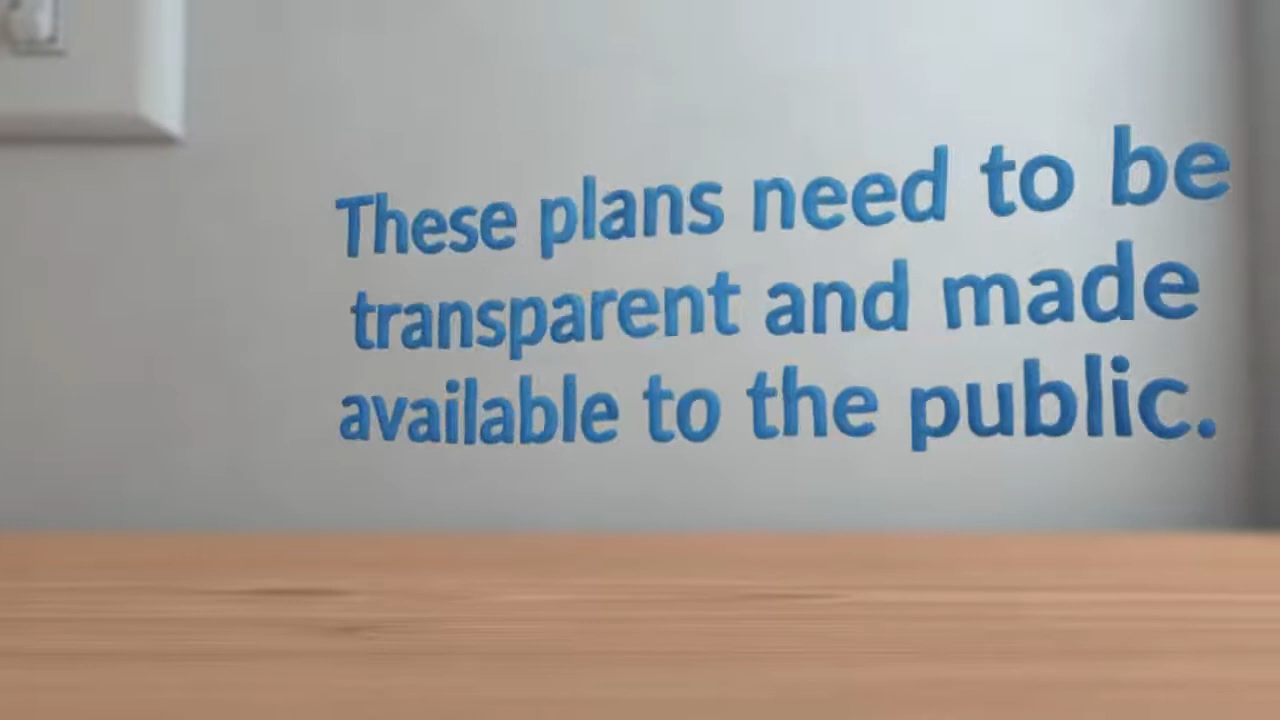 These plans need to be
transparent and made
available to the public.